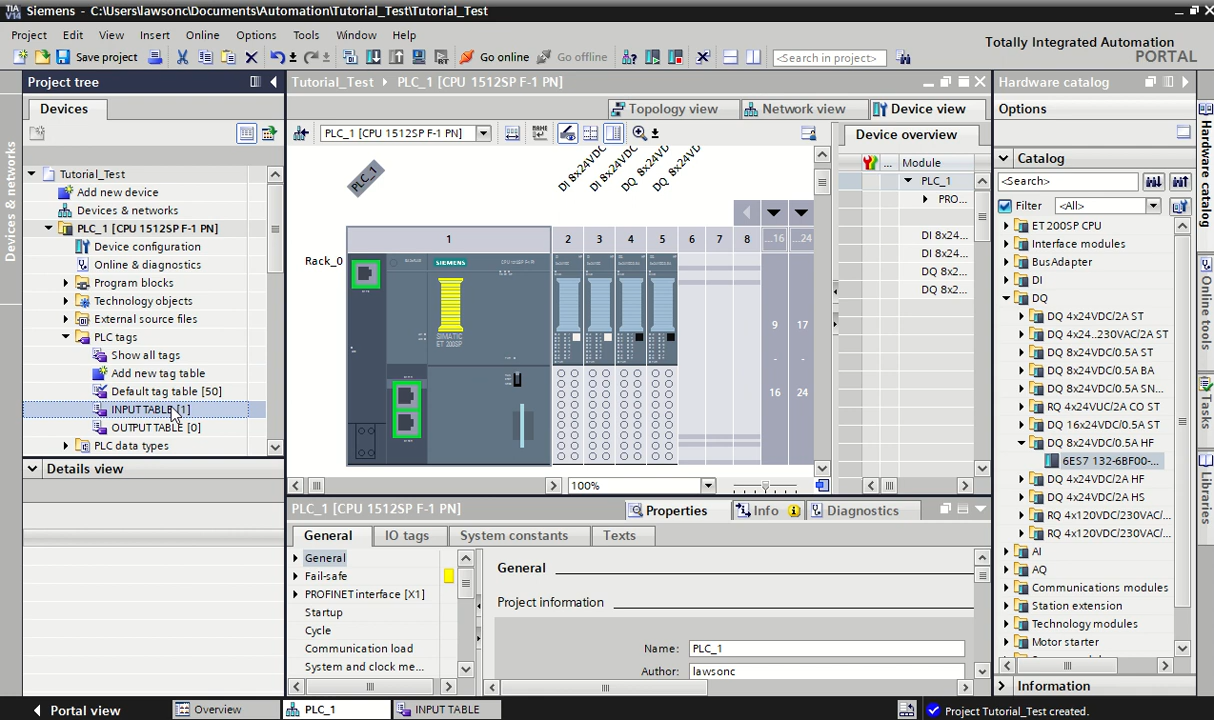 TIA V14 Siemens - C:\Users\lawsonc\Documents\Automation\Tutorial_Test\Tutorial_Test
Project Edit View Insert Online Options Tools Window Help
Totally Integrated Automation
PORTAL
Save project Go online Go offline <Search in project>
Project tree
Tutorial_Test PLC_1 [CPU 1512SP F-1 PN]
Hardware catalog
Devices
Topology view Network view Device view
Options
PLC_1 [CPU 1512SP F-1 PN]
Device overview
Catalog
Devices & networks
Tutorial_Test
Add new device
Devices & networks
PLC_1 [CPU 1512SP F-1 PN]
Device configuration
Online & diagnostics
Program blocks
Technology objects
External source files
PLC tags
Show all tags
Add new tag table
Default tag table [50]
INPUT TABLE [1]
OUTPUT TABLE [0]
PLC data types
Details view
PLC_1
DI 8x24VDC
DI 8x24VDC
DQ 8x24VD
DQ 8x24VD
1 2 3 4 5 6 7 8 ...16 ...24
Rack_0
SIEMENS
SIMATIC
ET 200SP
9 17
- -
16 24
100%
... Module
PLC_1
PRO...
DI 8x24...
DI 8x24...
DQ 8x2...
DQ 8x2...
PLC_1 [CPU 1512SP F-1 PN]
Properties Info Diagnostics
General IO tags System constants Texts
General
Fail-safe
PROFINET interface [X1]
Startup
Cycle
Communication load
System and clock me...
General
Project information
Name: PLC_1
Author: lawsonc
<Search>
Filter <All>
ET 200SP CPU
Interface modules
BusAdapter
DI
DQ
DQ 4x24VDC/2A ST
DQ 4x24..230VAC/2A ST
DQ 8x24VDC/0.5A ST
DQ 8x24VDC/0.5A BA
DQ 8x24VDC/0.5A SN...
RQ 4x24VUC/2A CO ST
DQ 16x24VDC/0.5A ST
DQ 8x24VDC/0.5A HF
6ES7 132-6BF00-...
DQ 4x24VDC/2A HF
DQ 4x24VDC/2A HS
RQ 4x120VDC/230VAC/...
RQ 4x120VDC/230VAC/...
AI
AQ
Communications modules
Station extension
Technology modules
Motor starter
Information
Hardware catalog
Online tools
Tasks
Libraries
Portal view Overview PLC_1 INPUT TABLE Project Tutorial_Test created.